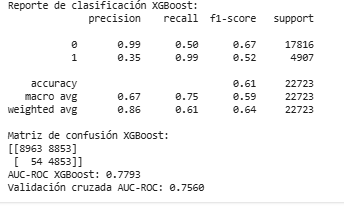 Reporte de clasificación XGBoost:
precision recall f1-score support
0 0.99 0.50 0.67 17816
1 0.35 0.99 0.52 4907
accuracy 0.61 22723
macro avg 0.67 0.75 0.59 22723
weighted avg 0.86 0.61 0.64 22723
Matriz de confusión XGBoost:
[[8963 8853]
[ 54 4853]]
AUC-ROC XGBoost: 0.7793
Validación cruzada AUC-ROC: 0.7560